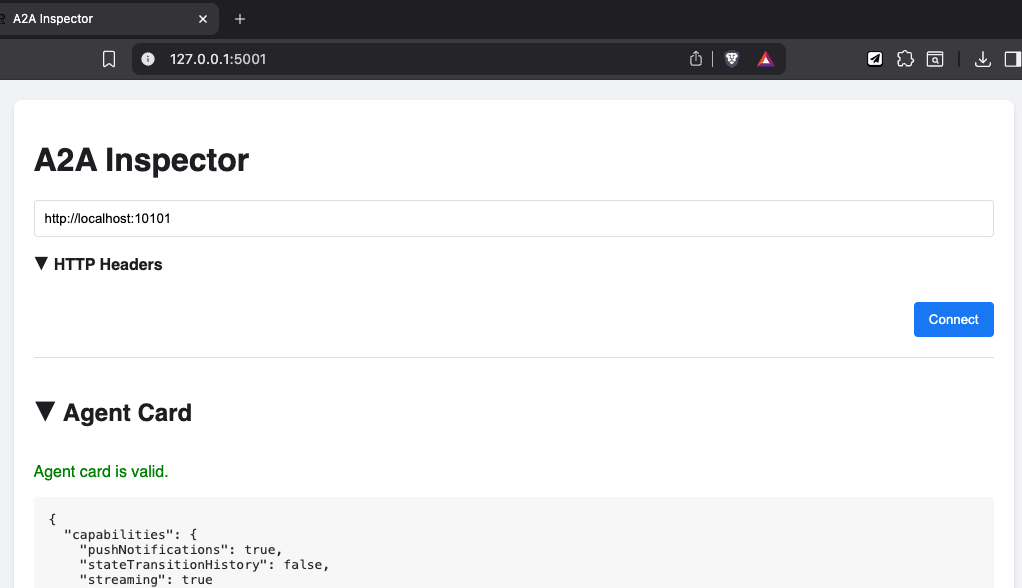 A2A Inspector
127.0.0.1:5001
A2A Inspector
http://localhost:10101
▼ HTTP Headers
Connect
▼ Agent Card
Agent card is valid.
{
  "capabilities": {
    "pushNotifications": true,
    "stateTransitionHistory": false,
    "streaming": true